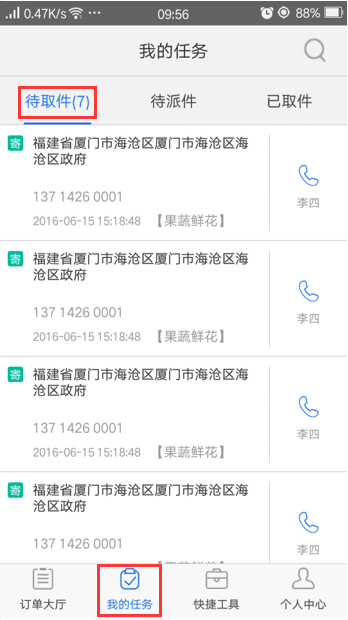 0.47K/s ... 09:56 88%
我的任务
待取件(7) 待派件 已取件
寄 福建省厦门市海沧区厦门市海沧区海
沧区政府
137 1426 0001
李四
2016-06-15 15:18:48 【果蔬鲜花】
寄 福建省厦门市海沧区厦门市海沧区海
沧区政府
137 1426 0001
李四
2016-06-15 15:18:48 【果蔬鲜花】
寄 福建省厦门市海沧区厦门市海沧区海
沧区政府
137 1426 0001
李四
2016-06-15 15:18:48 【果蔬鲜花】
寄 福建省厦门市海沧区厦门市海沧区海
沧区政府
137 1426 0001
李四
订单大厅 我的任务 快捷工具 个人中心